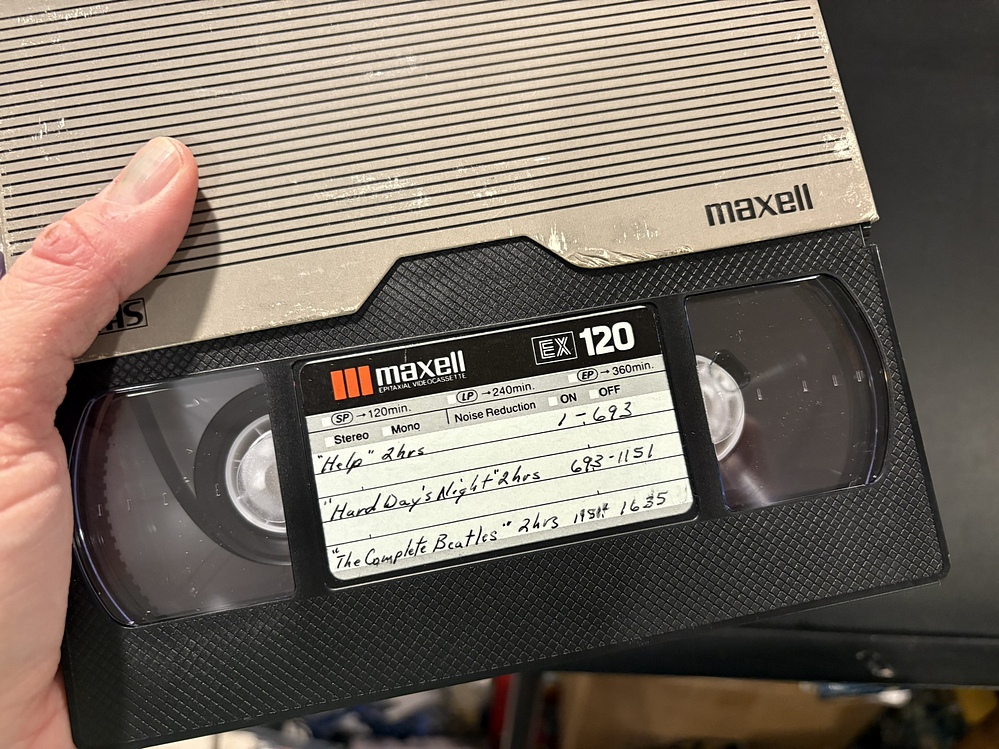 maxell
VHS
maxell EX 120
EPITAXIAL VIDEOCASSETTE
SP →120min. LP →240min. EP →360min.
Stereo Mono Noise Reduction ON OFF
"Help" 2hrs 1-693
"Hard Day's Night" 2hrs 693-1151
"The Complete Beatles" 2hrs 1635